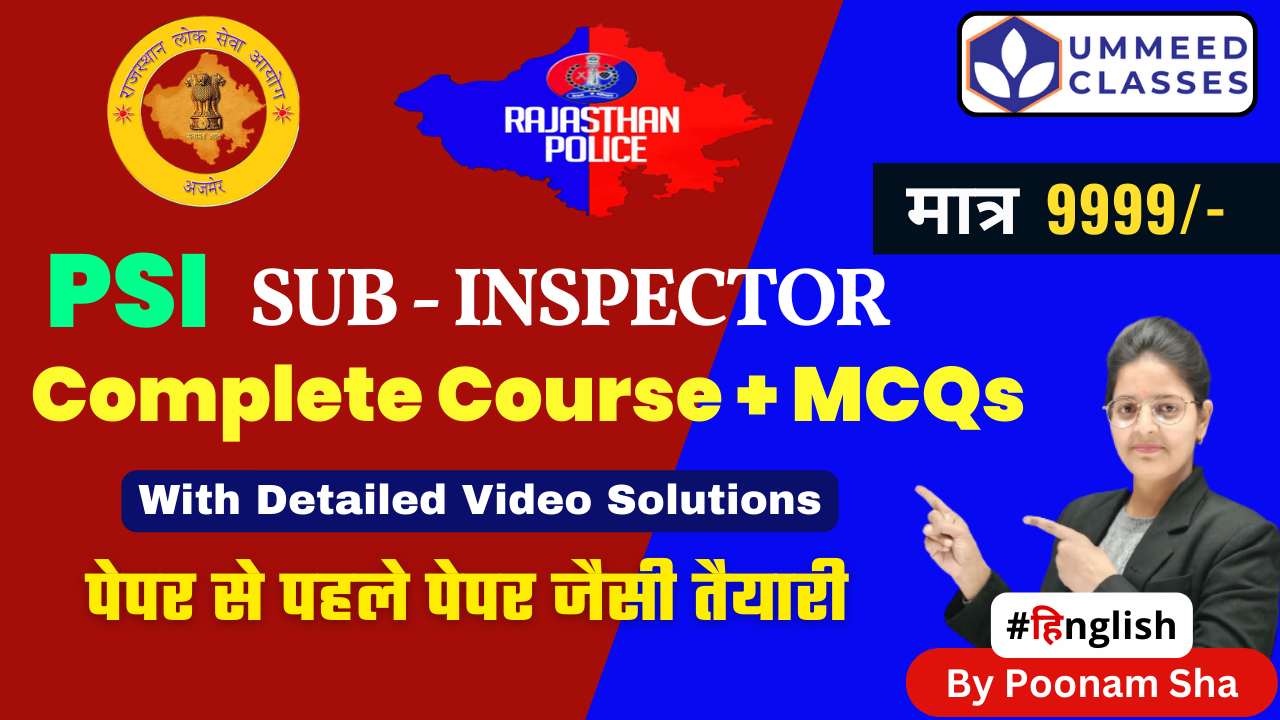 राजस्थान लोक सेवा आयोग
अजमेर
RAJASTHAN
POLICE
UMMEED
CLASSES
मात्र 9999/-
PSI SUB - INSPECTOR
Complete Course + MCQs
With Detailed Video Solutions
पेपर से पहले पेपर जैसी तैयारी
#हिnglish
By Poonam Sha